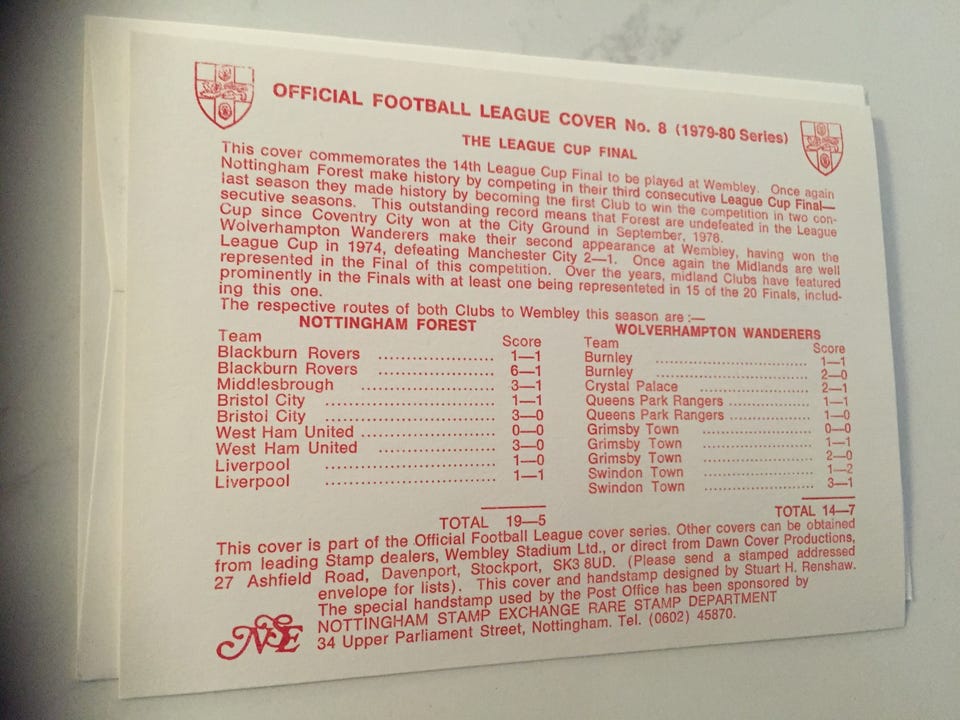 OFFICIAL FOOTBALL LEAGUE COVER No. 8 (1979-80 Series)
THE LEAGUE CUP FINAL
This cover commemorates the 14th League Cup Final to be played at Wembley. Once again
Nottingham Forest make history by competing in their third consecutive League Cup Final—
last season they made history by becoming the first Club to win the competition in two con-
secutive seasons. This outstanding record means that Forest are undefeated in the League
Cup since Coventry City won at the City Ground in September, 1976.
Wolverhampton Wanderers make their second appearance at Wembley, having won the
League Cup in 1974, defeating Manchester City 2—1. Once again the Midlands are well
represented in the Final of this competition. Over the years, midland Clubs have featured
prominently in the Finals with at least one being representeted in 15 of the 20 Finals, includ-
ing this one.
The respective routes of both Clubs to Wembley this season are :—
NOTTINGHAM FOREST
Team Score
Blackburn Rovers ........................ 1—1
Blackburn Rovers ........................ 6—1
Middlesbrough ........................ 3—1
Bristol City ........................ 1—1
Bristol City ........................ 3—0
West Ham United ........................ 0—0
West Ham United ........................ 3—0
Liverpool ........................ 1—0
Liverpool ........................ 1—1
TOTAL 19—5
WOLVERHAMPTON WANDERERS
Team Score
Burnley ........................ 1—1
Burnley ........................ 2—0
Crystal Palace ........................ 2—1
Queens Park Rangers ........................ 1—1
Queens Park Rangers ........................ 1—0
Grimsby Town ........................ 0—0
Grimsby Town ........................ 1—1
Grimsby Town ........................ 2—0
Swindon Town ........................ 1—2
Swindon Town ........................ 3—1
TOTAL 14—7
This cover is part of the Official Football League cover series. Other covers can be obtained
from leading Stamp dealers, Wembley Stadium Ltd., or direct from Dawn Cover Productions,
27 Ashfield Road, Davenport, Stockport, SK3 8UD. (Please send a stamped addressed
envelope for lists). This cover and handstamp designed by Stuart H. Renshaw.
The special handstamp used by the Post Office has been sponsored by
NOTTINGHAM STAMP EXCHANGE RARE STAMP DEPARTMENT
34 Upper Parliament Street, Nottingham. Tel. (0602) 45870.
NSE